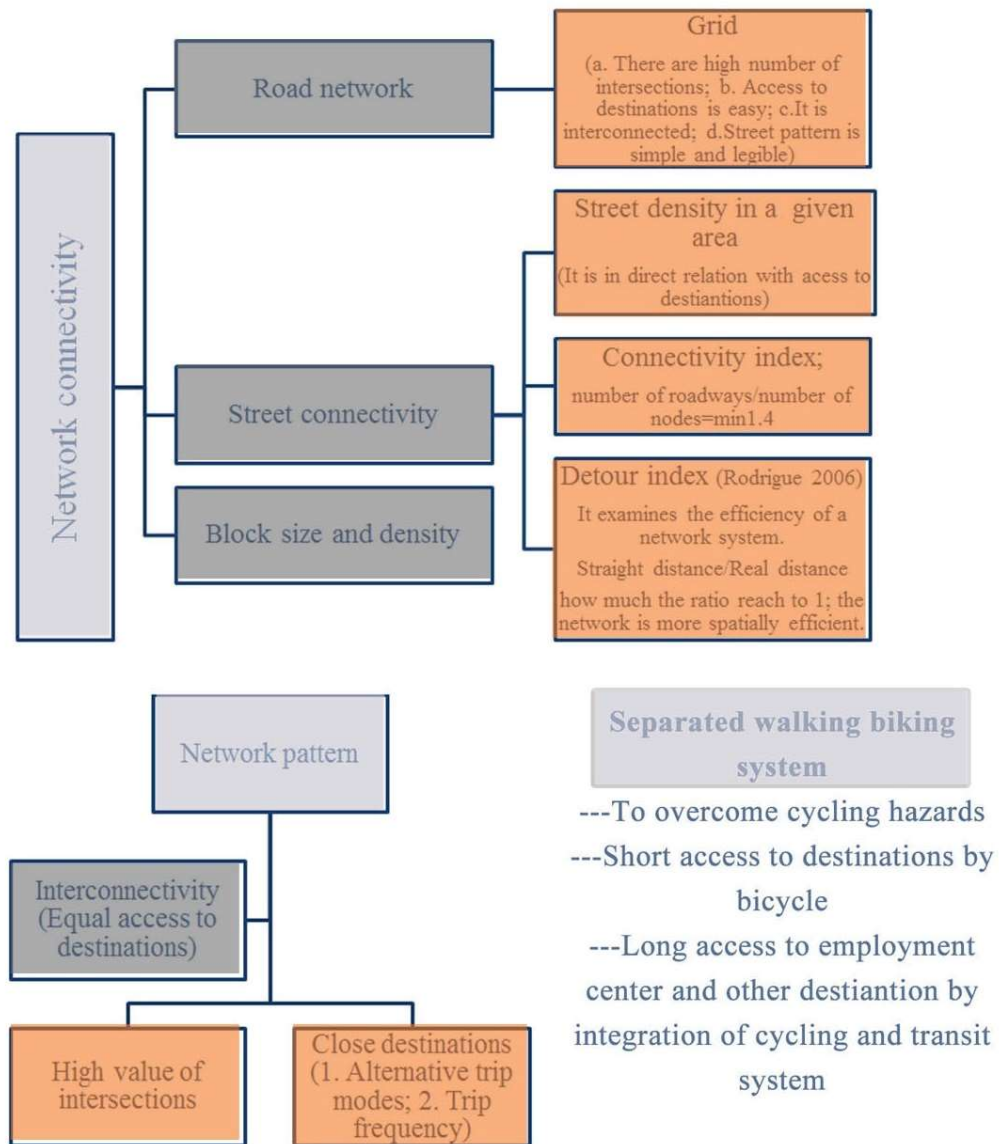 Network connectivity
Road network
Grid
(a. There are high number of
intersections; b. Access to
destinations is easy; c.It is
interconnected; d.Street pattern is
simple and legible)
Street connectivity
Street density in a given
area
(It is in direct relation with acess to
destiantions)
Connectivity index;
number of roadways/number of
nodes=min1.4
Detour index (Rodrigue 2006)
It examines the efficiency of a
network system.
Straight distance/Real distance
how much the ratio reach to 1; the
network is more spatially efficient.
Block size and density
Network pattern
Interconnectivity
(Equal access to
destinations)
High value of
intersections
Close destinations
(1. Alternative trip
modes; 2. Trip
frequency)
Separated walking biking
system
---To overcome cycling hazards
---Short access to destinations by
bicycle
---Long access to employment
center and other destiantion by
integration of cycling and transit
system